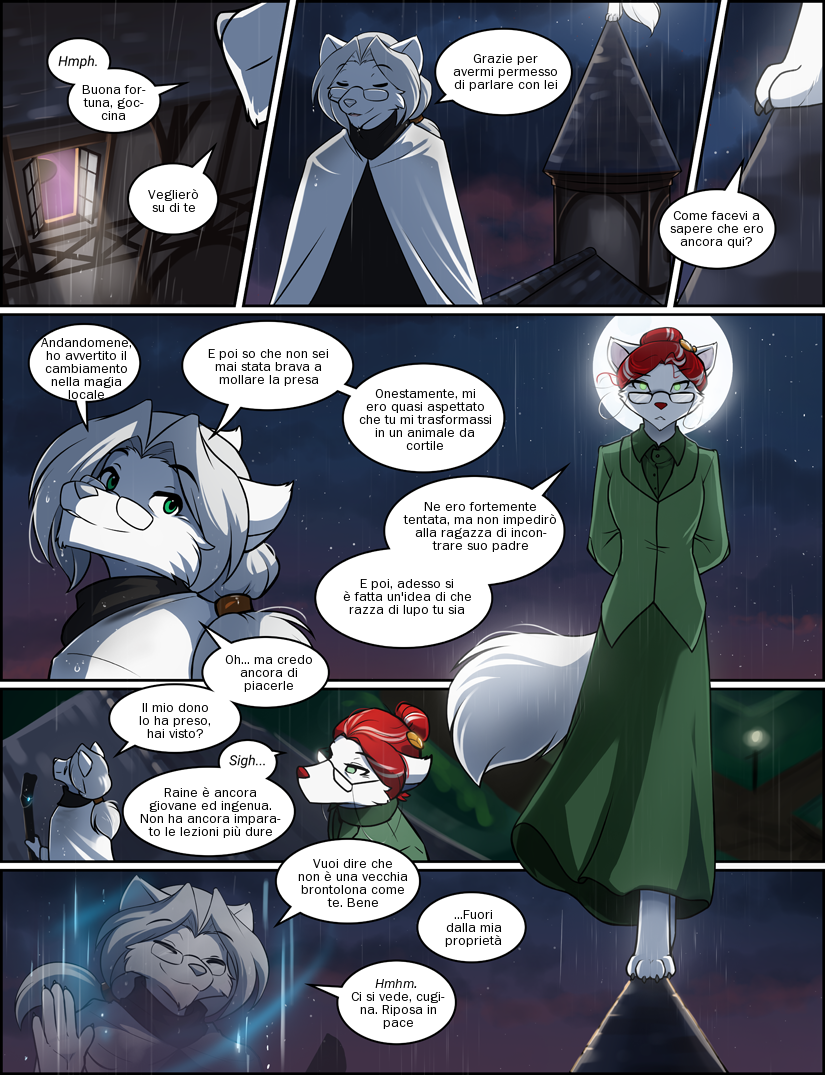 Hmph.
Buona for-
tuna, goc-
cina
Veglierò
su di te
Grazie per
avermi permesso
di parlare con lei
Come facevi a
sapere che ero
ancora qui?
Andandomene,
ho avvertito il
cambiamento
nella magia
locale
E poi so che non sei
mai stata brava a
mollare la presa
Onestamente, mi
ero quasi aspettato
che tu mi trasformassi
in un animale da
cortile
Ne ero fortemente
tentata, ma non impedirò
alla ragazza di incon-
trare suo padre
E poi, adesso si
è fatta un'idea di che
razza di lupo tu sia
Oh... ma credo
ancora di
piacerle
Il mio dono
lo ha preso,
hai visto?
Sigh...
Raine è ancora
giovane ed ingenua.
Non ha ancora impara-
to le lezioni più dure
Vuoi dire che
non è una vecchia
brontolona come
te. Bene
...Fuori
dalla mia
proprietà
Hmhm.
Ci si vede, cugi-
na. Riposa in
pace